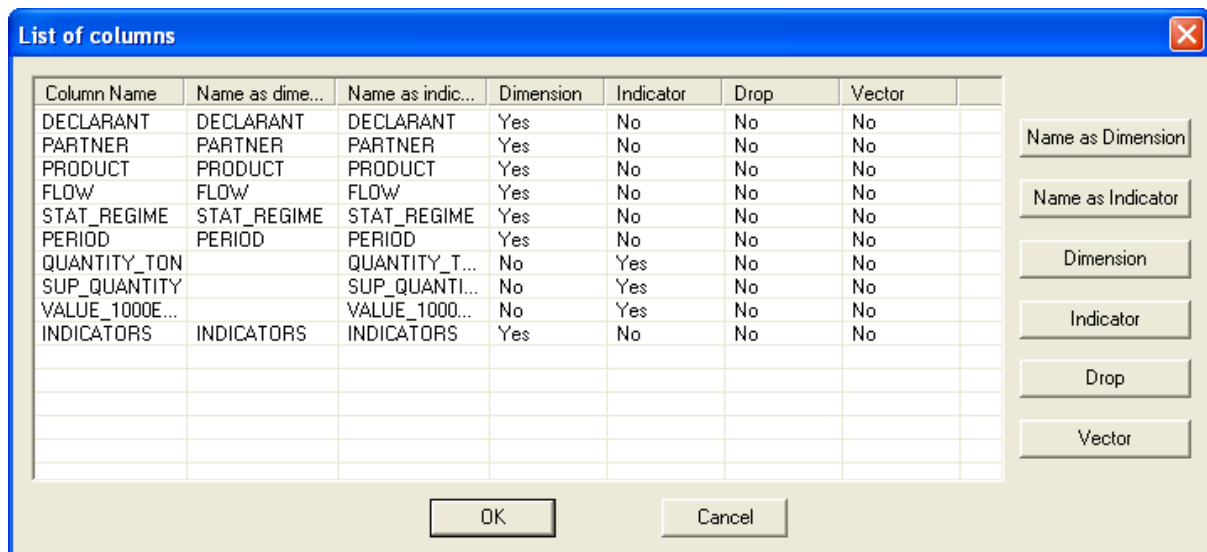 List of columns
Column Name Name as dime... Name as indic... Dimension Indicator Drop Vector
DECLARANT DECLARANT DECLARANT Yes No No No
PARTNER PARTNER PARTNER Yes No No No
PRODUCT PRODUCT PRODUCT Yes No No No
FLOW FLOW FLOW Yes No No No
STAT_REGIME STAT_REGIME STAT_REGIME Yes No No No
PERIOD PERIOD PERIOD Yes No No No
QUANTITY_TON QUANTITY_T... No Yes No No
SUP_QUANTITY SUP_QUANTI... No Yes No No
VALUE_1000E... VALUE_1000... No Yes No No
INDICATORS INDICATORS INDICATORS Yes No No No
Name as Dimension
Name as Indicator
Dimension
Indicator
Drop
Vector
OK Cancel